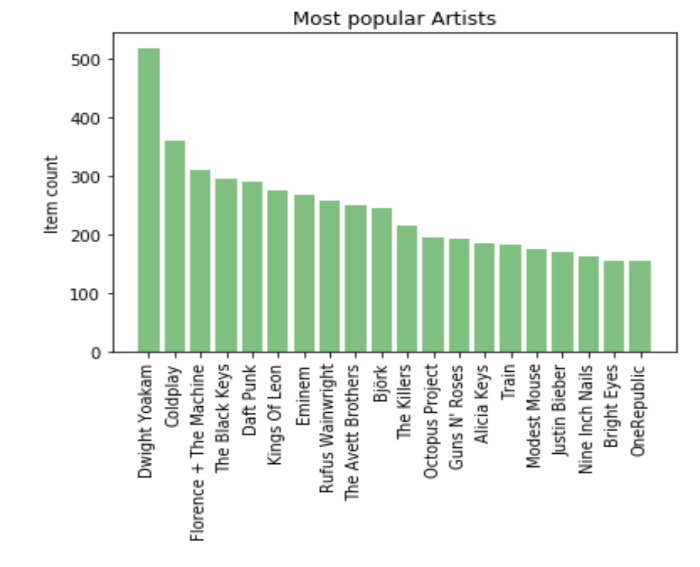 Most popular Artists
Item count
500
400
300
200
100
0
Dwight Yoakam
Coldplay
Florence + The Machine
The Black Keys
Daft Punk
Kings Of Leon
Eminem
Rufus Wainwright
The Avett Brothers
Björk
The Killers
Octopus Project
Guns N' Roses
Alicia Keys
Train
Modest Mouse
Justin Bieber
Nine Inch Nails
Bright Eyes
OneRepublic